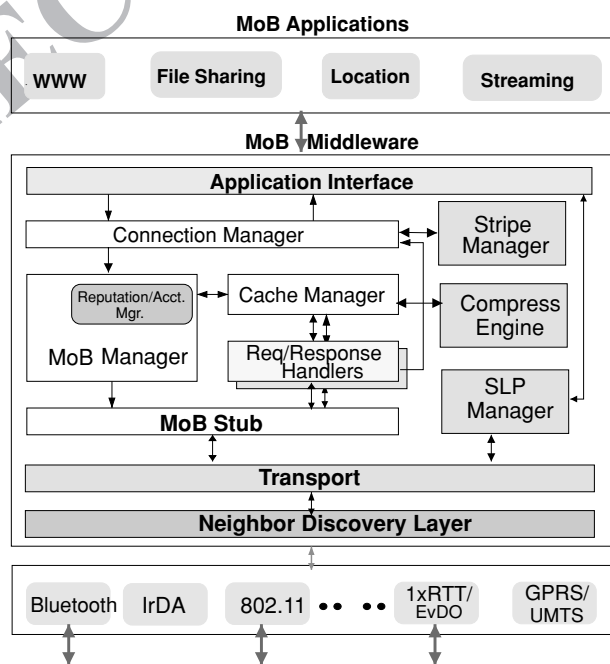 MoB Applications
WWW
File Sharing
Location
Streaming
MoB Middleware
Application Interface
Connection Manager
Stripe
Manager
Reputation/Acct.
Mgr.
MoB Manager
Cache Manager
Compress
Engine
Req/Response
Handlers
SLP
Manager
MoB Stub
Transport
Neighbor Discovery Layer
Bluetooth
IrDA
802.11
1xRTT/
EvDO
GPRS/
UMTS